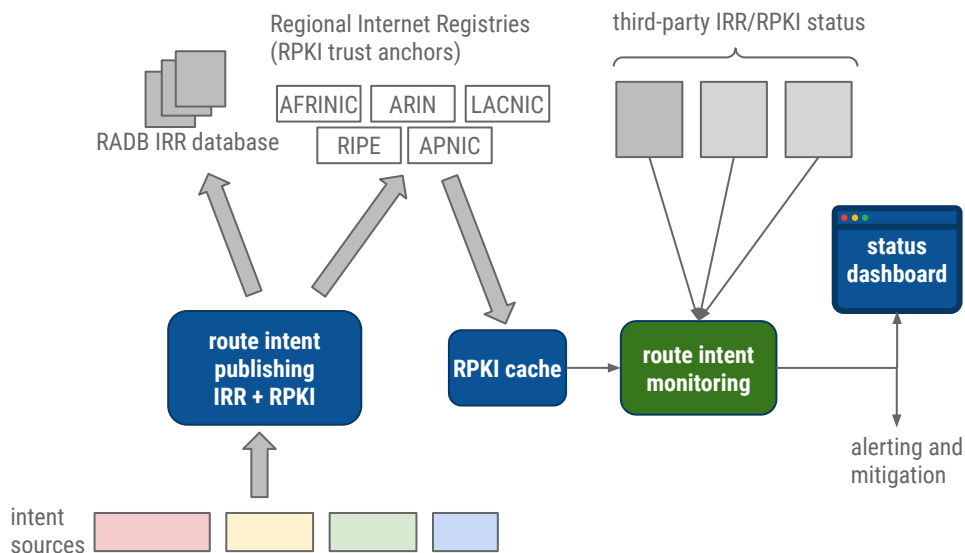 Regional Internet Registries
(RPKI trust anchors)
third-party IRR/RPKI status
AFRINIC
ARIN
LACNIC
RIPE
APNIC
RADB IRR database
status
dashboard
route intent
publishing
IRR + RPKI
RPKI cache
route intent
monitoring
alerting and
mitigation
intent
sources